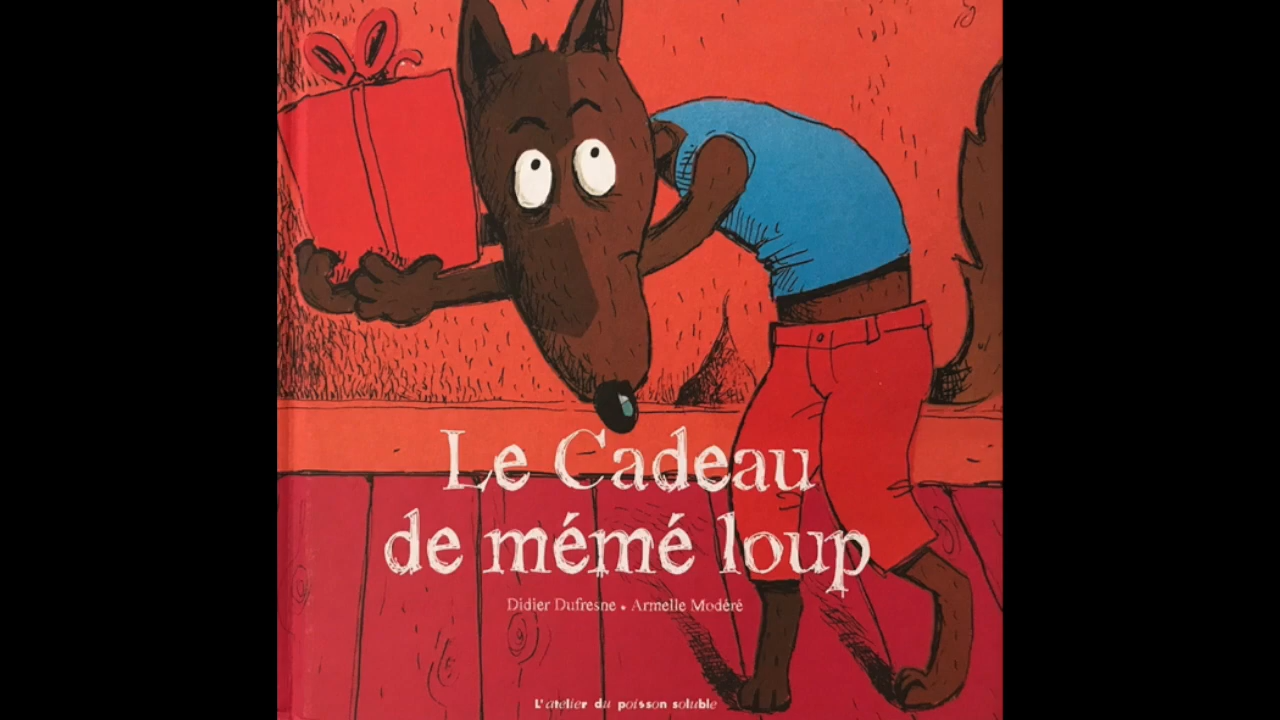 Le Cadeau
de mémé loup
Didier Dufresne • Armelle Modéré
L'atelier du poisson soluble